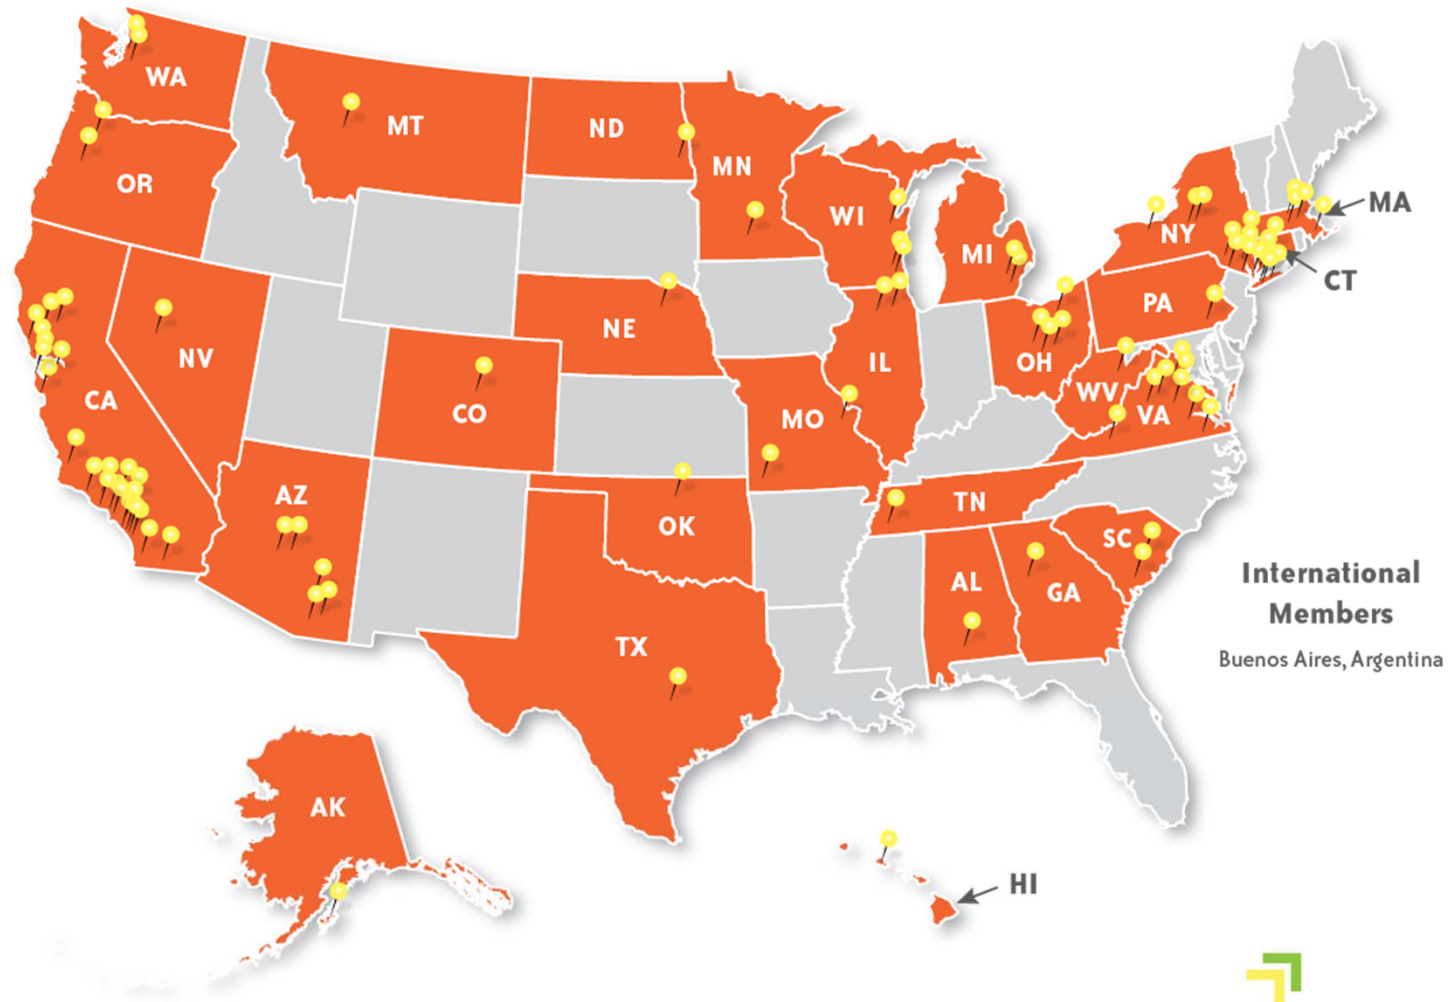 WA
MT
ND
MN
OR
WI
MI
NY
MA
CT
NV
NE
PA
CA
CO
IL
OH
WV
VA
MO
AZ
OK
TN
SC
AL
GA
TX
International
Members
Buenos Aires, Argentina
AK
HI